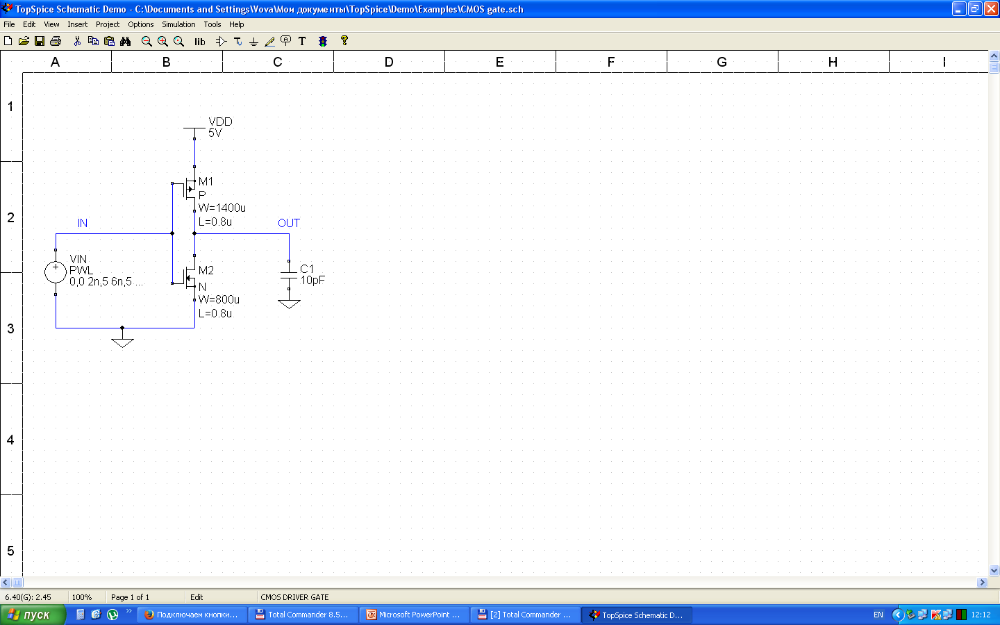 TopSpice Schematic Demo - C:\Documents and Settings\Vova\Мои документы\TopSpice\Demo\Examples\CMOS gate.sch
File Edit View Insert Project Options Simulation Tools Help
lib T ?
A B C D E F G H I
1
VDD
5V
M1
P
W=1400u
2
L=0.8u
IN
OUT
VIN
PWL
0,0 2n,5 6n,5 ...
M2
N
W=800u
L=0.8u
C1
10pF
3
4
5
6.40(G): 2.45 100% Page 1 of 1 Edit CMOS DRIVER GATE
пуск Подключаем кнопки... Total Commander 8.5... Microsoft PowerPoint ... [2] Total Commander ... TopSpice Schematic D... EN 12:12